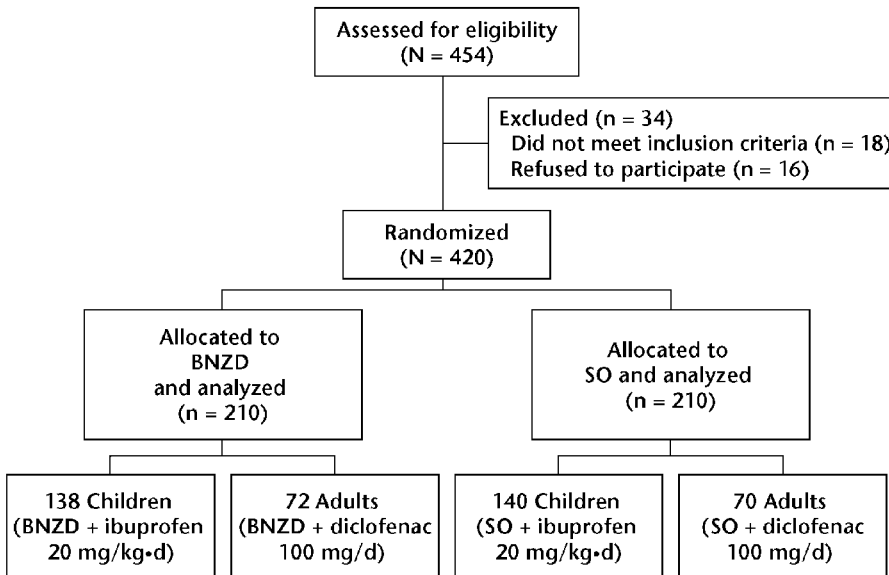 Assessed for eligibility
(N = 454)
Excluded (n = 34)
Did not meet inclusion criteria (n = 18)
Refused to participate (n = 16)
Randomized
(N = 420)
Allocated to
BNZD
and analyzed
(n = 210)
Allocated to
SO and analyzed
(n = 210)
138 Children
(BNZD + ibuprofen
20 mg/kg•d)
72 Adults
(BNZD + diclofenac
100 mg/d)
140 Children
(SO + ibuprofen
20 mg/kg•d)
70 Adults
(SO + diclofenac
100 mg/d)